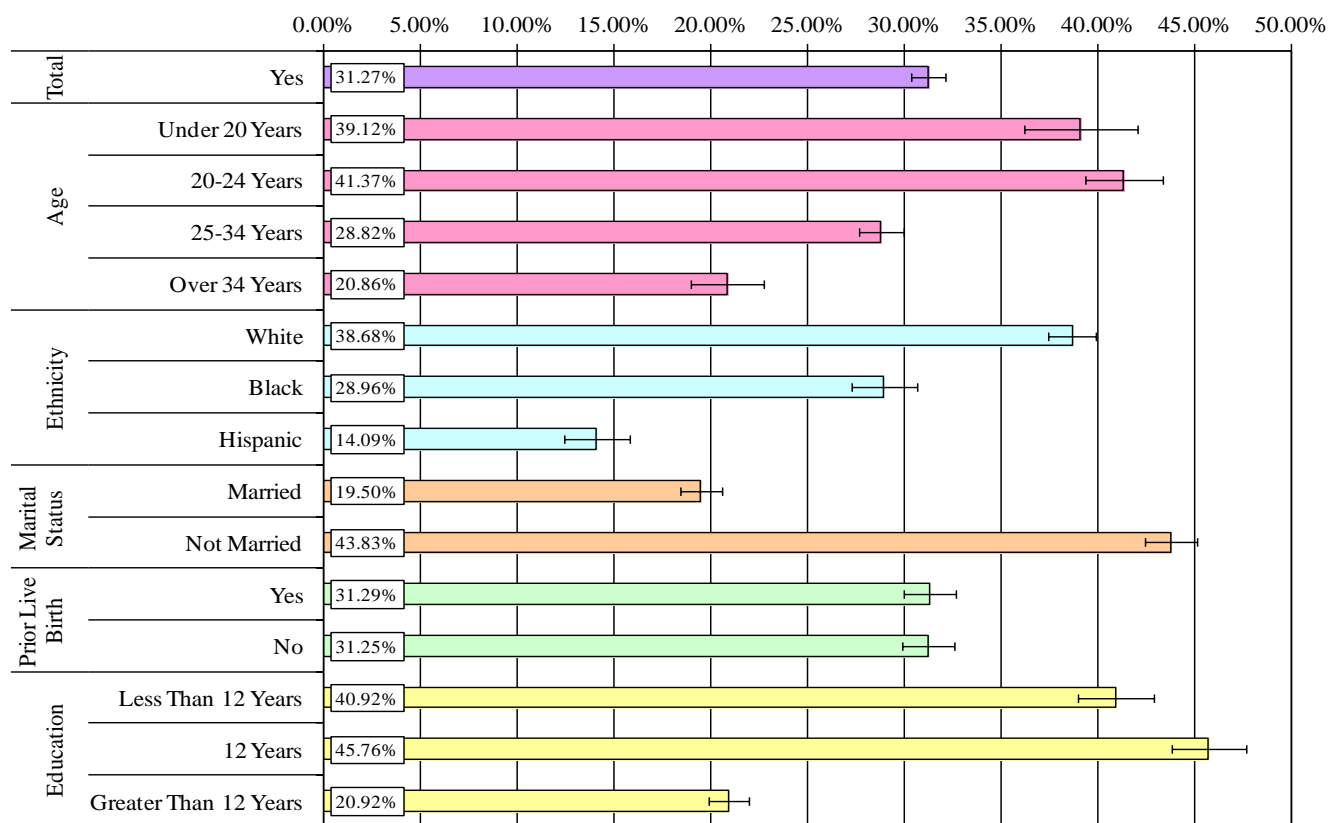 0.00% 5.00% 10.00% 15.00% 20.00% 25.00% 30.00% 35.00% 40.00% 45.00% 50.00%
Total
Yes 31.27%
Age
Under 20 Years 39.12%
20-24 Years 41.37%
25-34 Years 28.82%
Over 34 Years 20.86%
Ethnicity
White 38.68%
Black 28.96%
Hispanic 14.09%
Marital
Status
Married 19.50%
Not Married 43.83%
Prior Live
Birth
Yes 31.29%
No 31.25%
Education
Less Than 12 Years 40.92%
12 Years 45.76%
Greater Than 12 Years 20.92%